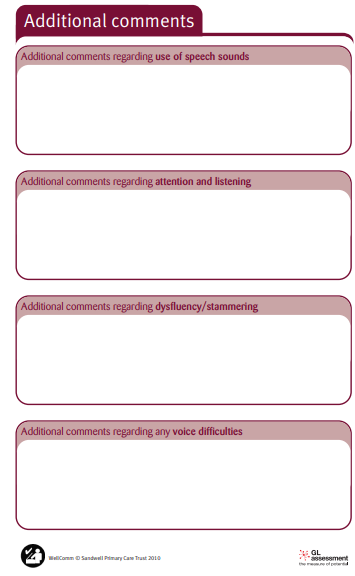 Additional comments
Additional comments regarding use of speech sounds
Additional comments regarding attention and listening
Additional comments regarding dysfluency/stammering
Additional comments regarding any voice difficulties
WellComm © Sandwell Primary Care Trust 2010
GL
assessment
the measure of potential